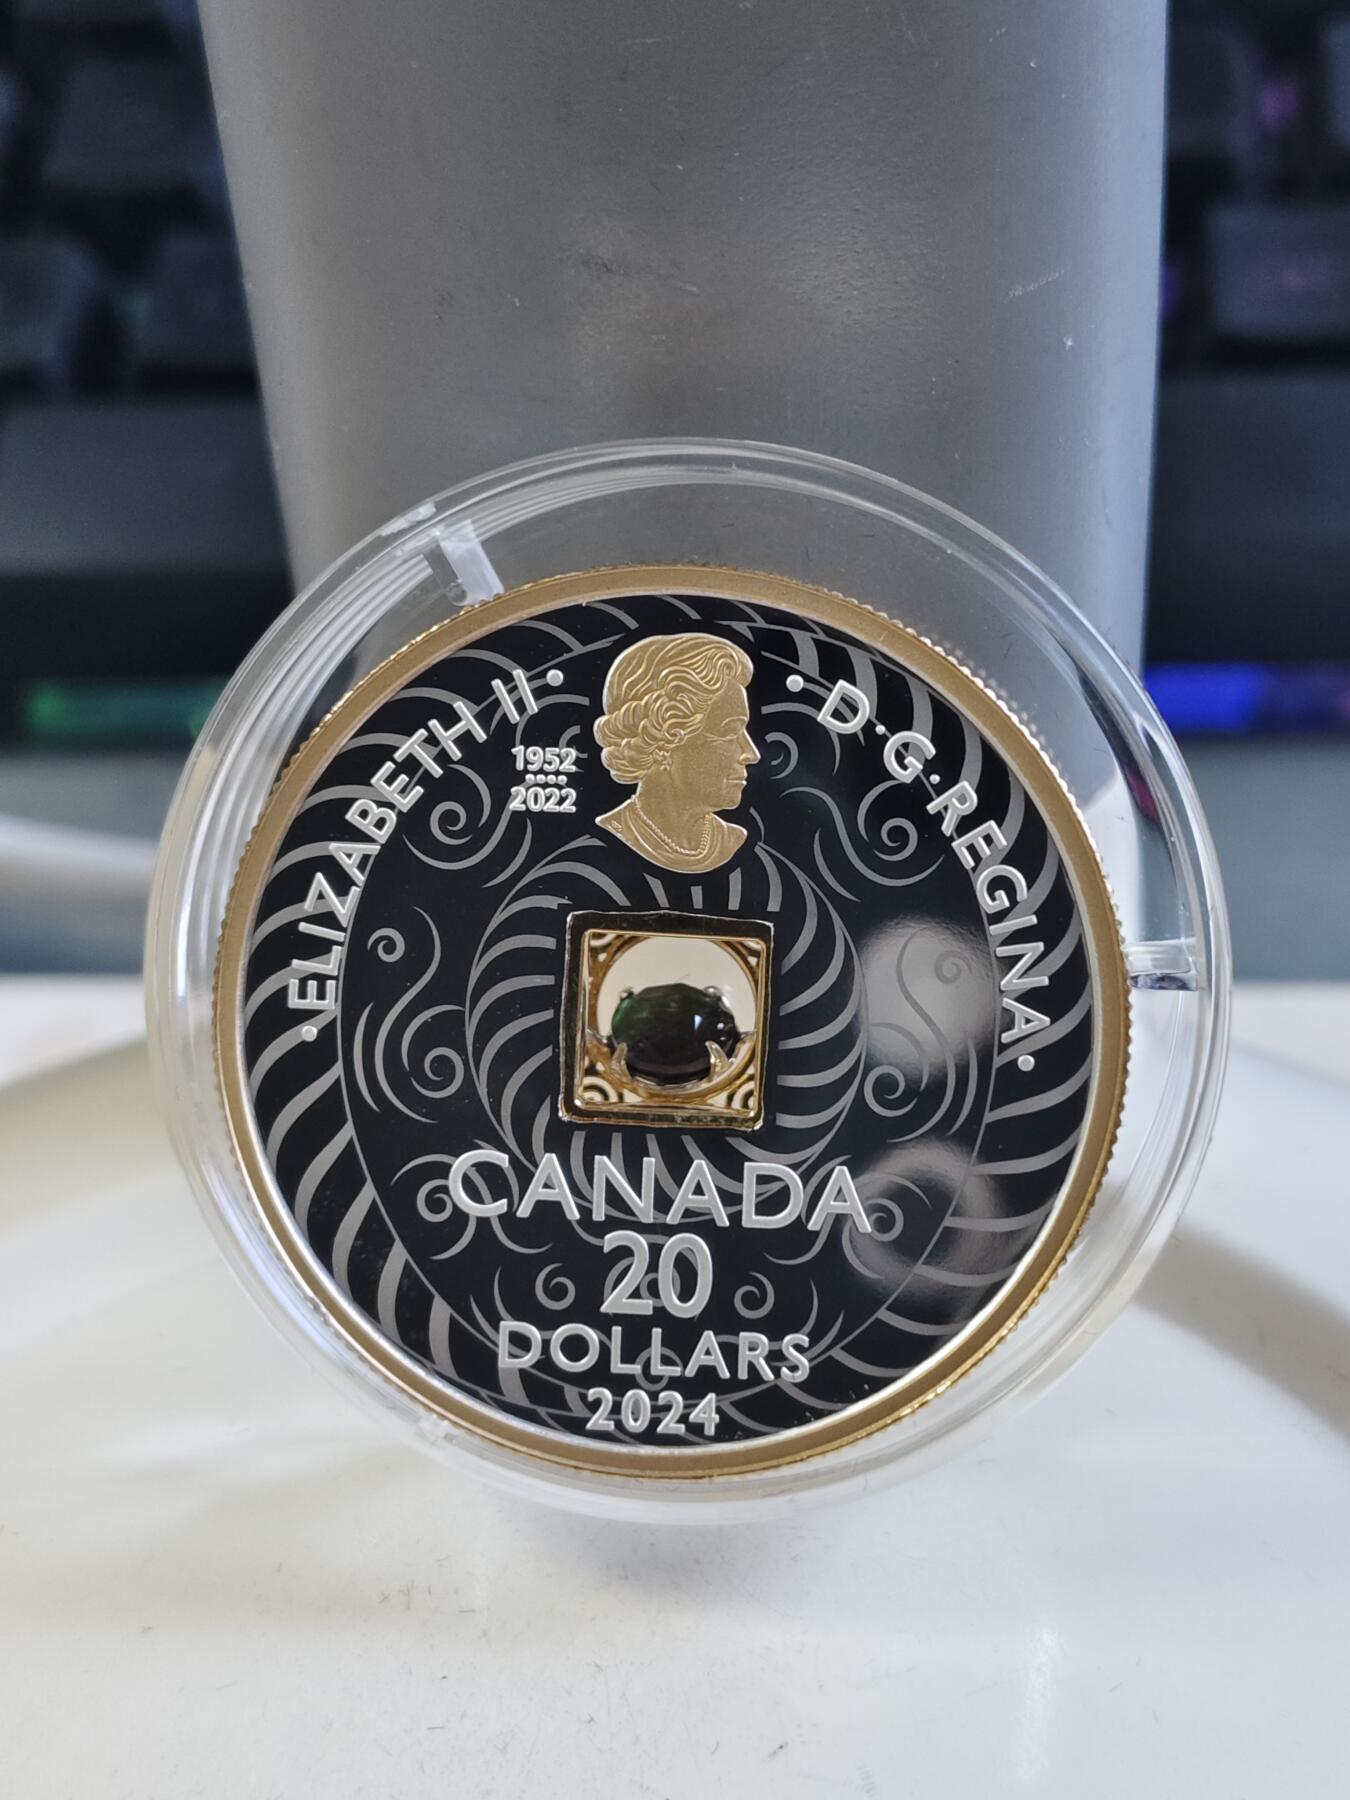 •ELIZABETH II•
1952
2022
•D•G•REGINA•
CANADA
20
DOLLARS
2024